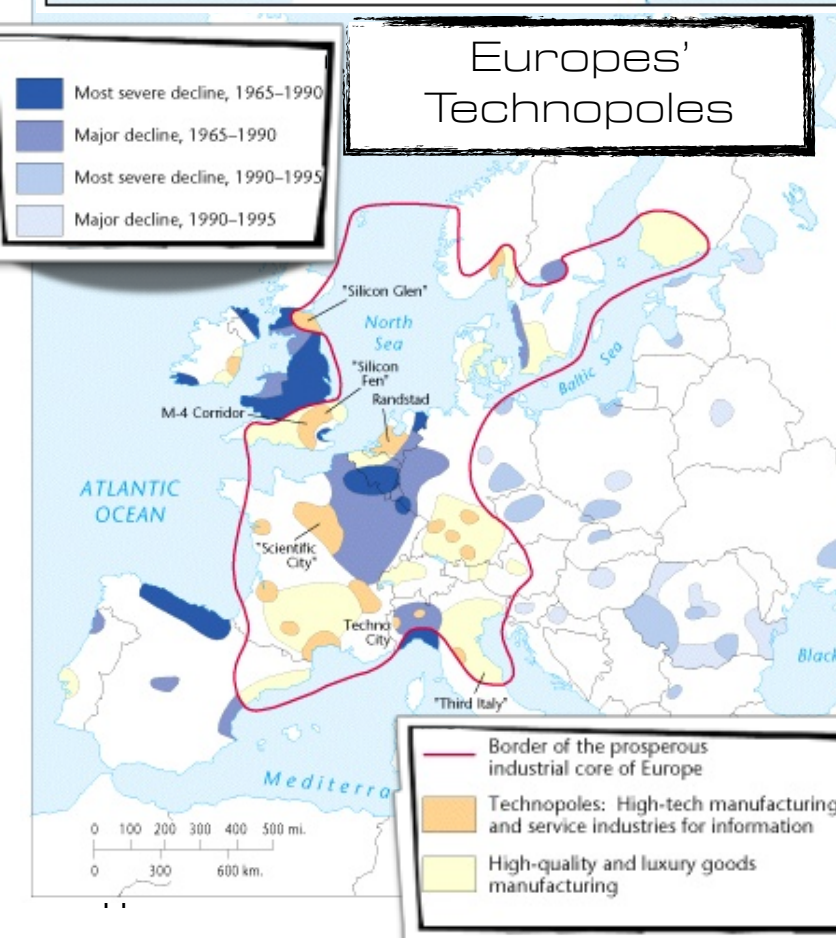 Europes'
Technopoles
Most severe decline, 1965–1990
Major decline, 1965–1990
Most severe decline, 1990–1995
Major decline, 1990–1995
"Silicon Glen"
North
Sea
"Silicon
Fen"
Randstad
M-4 Corridor
Baltic Sea
ATLANTIC
OCEAN
"Scientific
City"
Techno
City
Black
"Third Italy"
Mediterra
Border of the prosperous
industrial core of Europe
Technopoles: High-tech manufacturing
and service industries for information
High-quality and luxury goods
manufacturing
0 100 200 300 400 500 mi.
0 300 600 km.